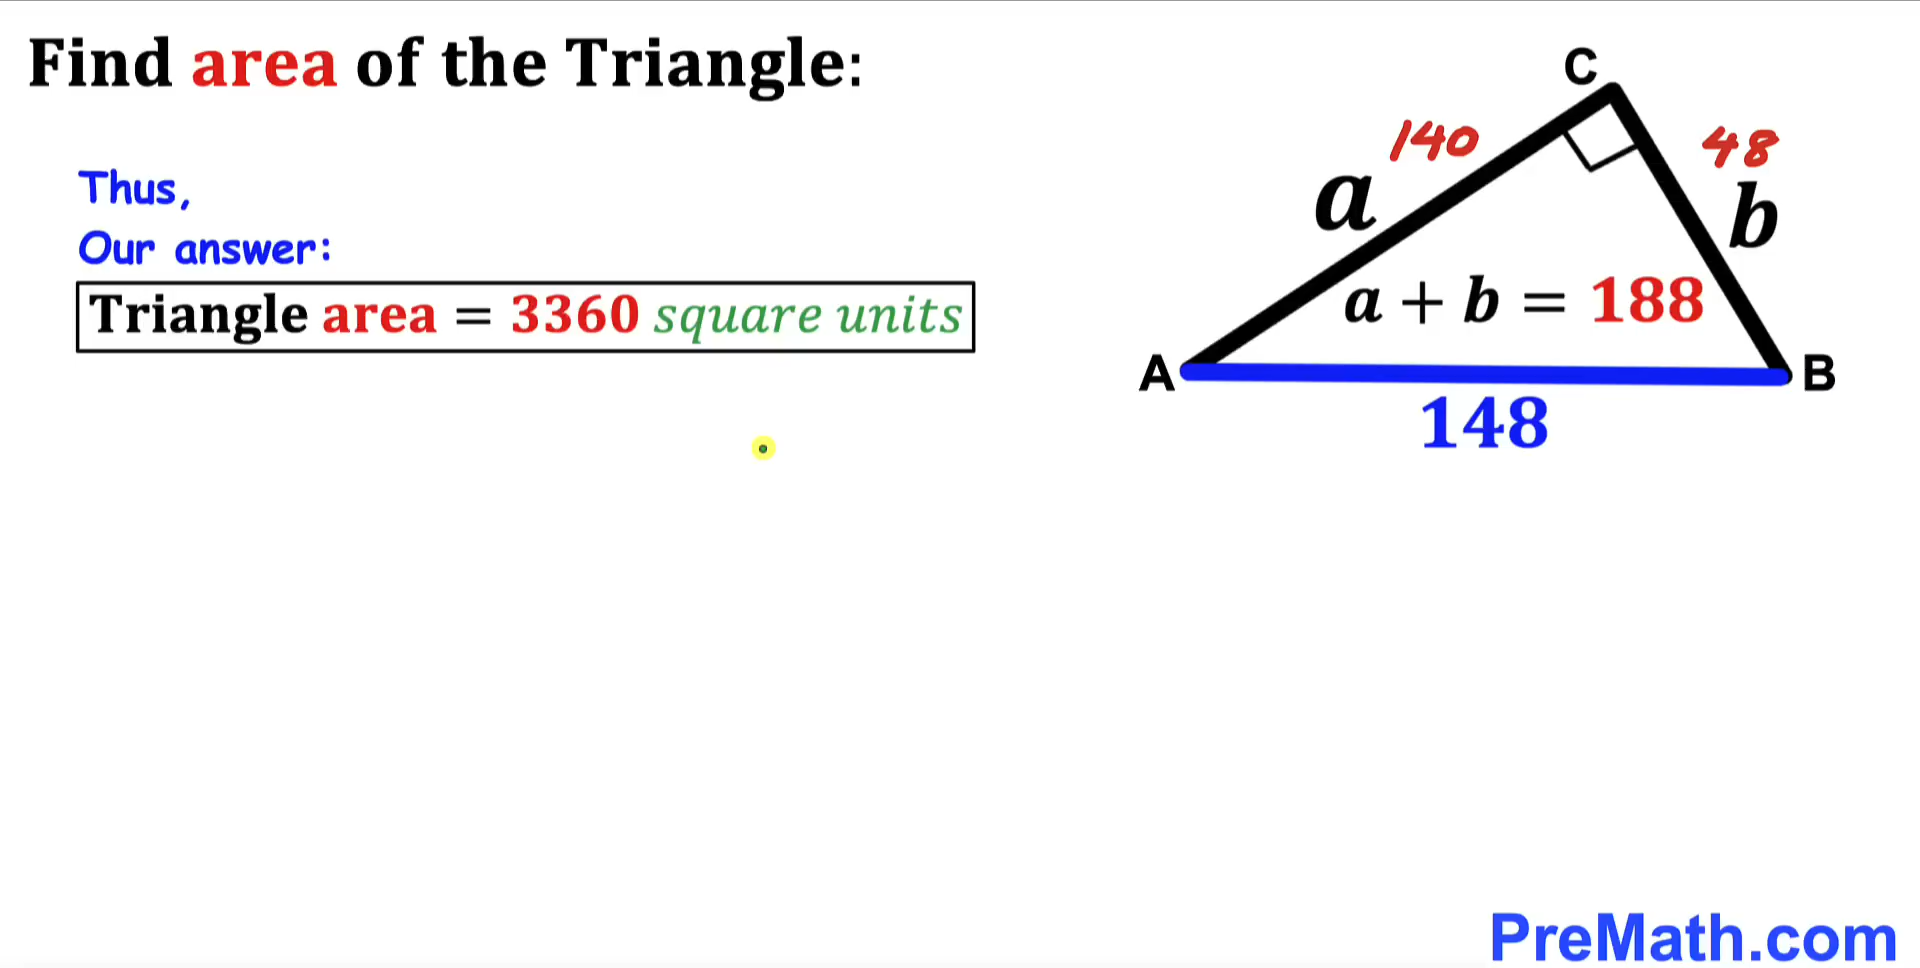 Find area of the Triangle:
Thus,
Our answer:
Triangle area = 3360 square units
C
140
48
a
b
a + b = 188
A
B
148
PreMath.com